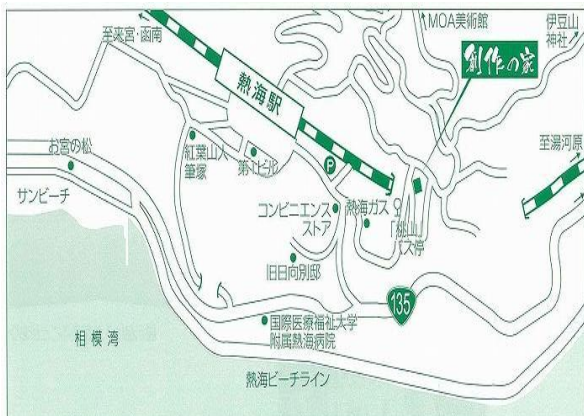 至来宮・函南
MOA美術館
伊豆山
神社
創作の家
熱海駅
至湯河原
お宮の松
サンビーチ
紅葉山人
筆塚
第1ビル
P
コンビニエンス
ストア
熱海ガス
「桃山」
バス停
旧日向別邸
135
国際医療福祉大学
附属熱海病院
相模湾
熱海ビーチライン